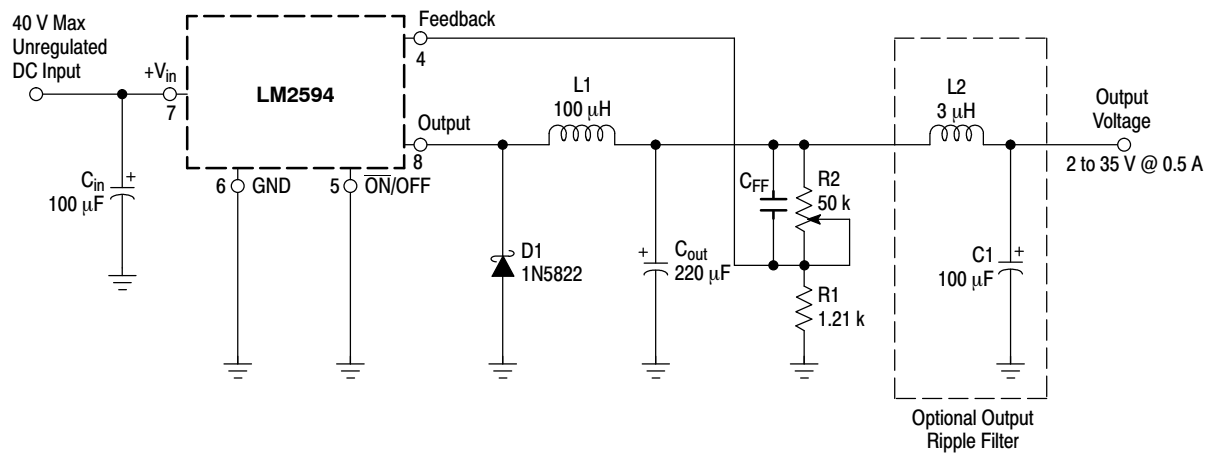 40 V Max
Unregulated
DC Input
+Vin
7
LM2594
Feedback
4
Output
8
6
GND
5
O̅N̅/OFF
Cin
100 μF
+
L1
100 μH
D1
1N5822
+
Cout
220 μF
CFF
R2
50 k
R1
1.21 k
L2
3 μH
C1
100 μF
+
Output
Voltage
2 to 35 V @ 0.5 A
Optional Output
Ripple Filter